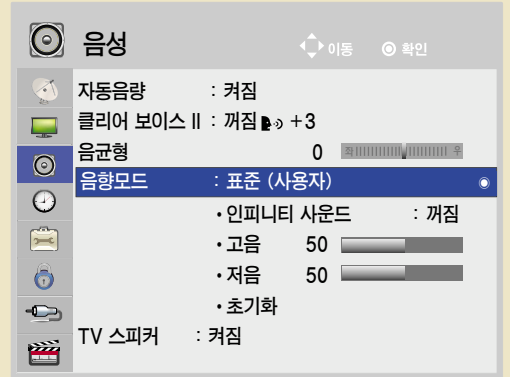 음성
이동 확인
자동음량 : 켜짐
클리어 보이스 II : 꺼짐 +3
음균형 0 좌 우
음향모드 : 표준 (사용자)
• 인피니티 사운드 : 꺼짐
• 고음 50
• 저음 50
• 초기화
TV 스피커 : 켜짐